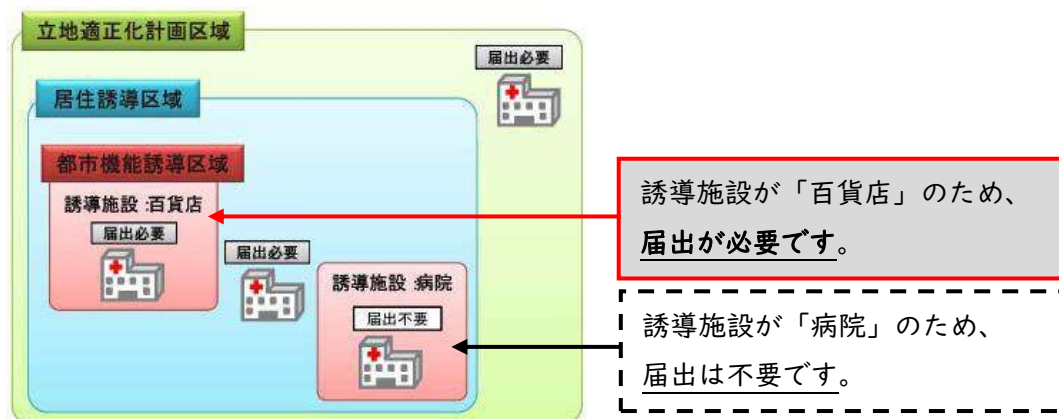 立地適正化計画区域
届出必要
居住誘導区域
都市機能誘導区域
誘導施設:百貨店
届出必要
届出必要
誘導施設:病院
届出不要
誘導施設が「百貨店」のため、
届出が必要です。
誘導施設が「病院」のため、
届出は不要です。